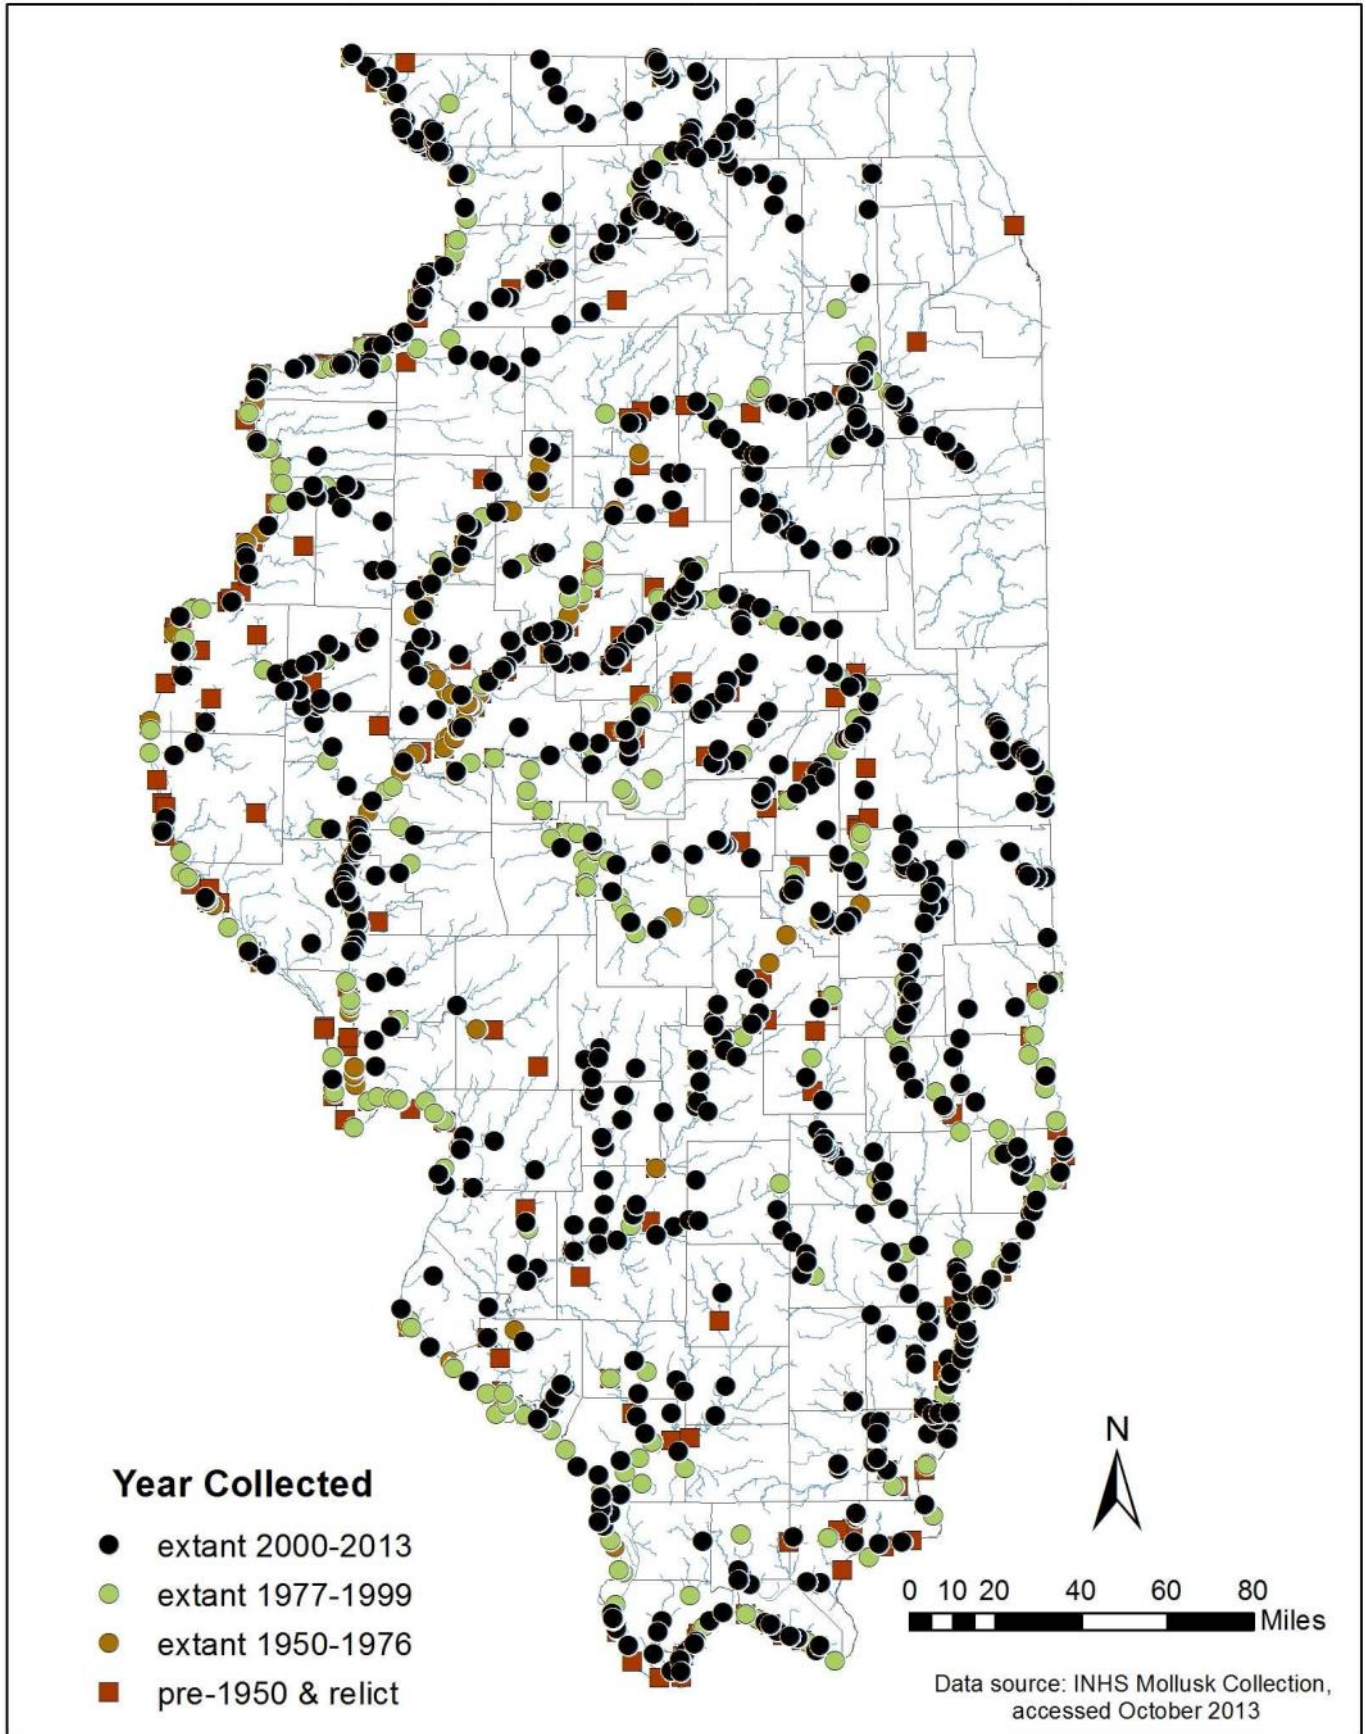 N
Year Collected
extant 2000-2013
extant 1977-1999
extant 1950-1976
pre-1950 & relict
0 10 20 40 60 80
Miles
Data source: INHS Mollusk Collection,
accessed October 2013